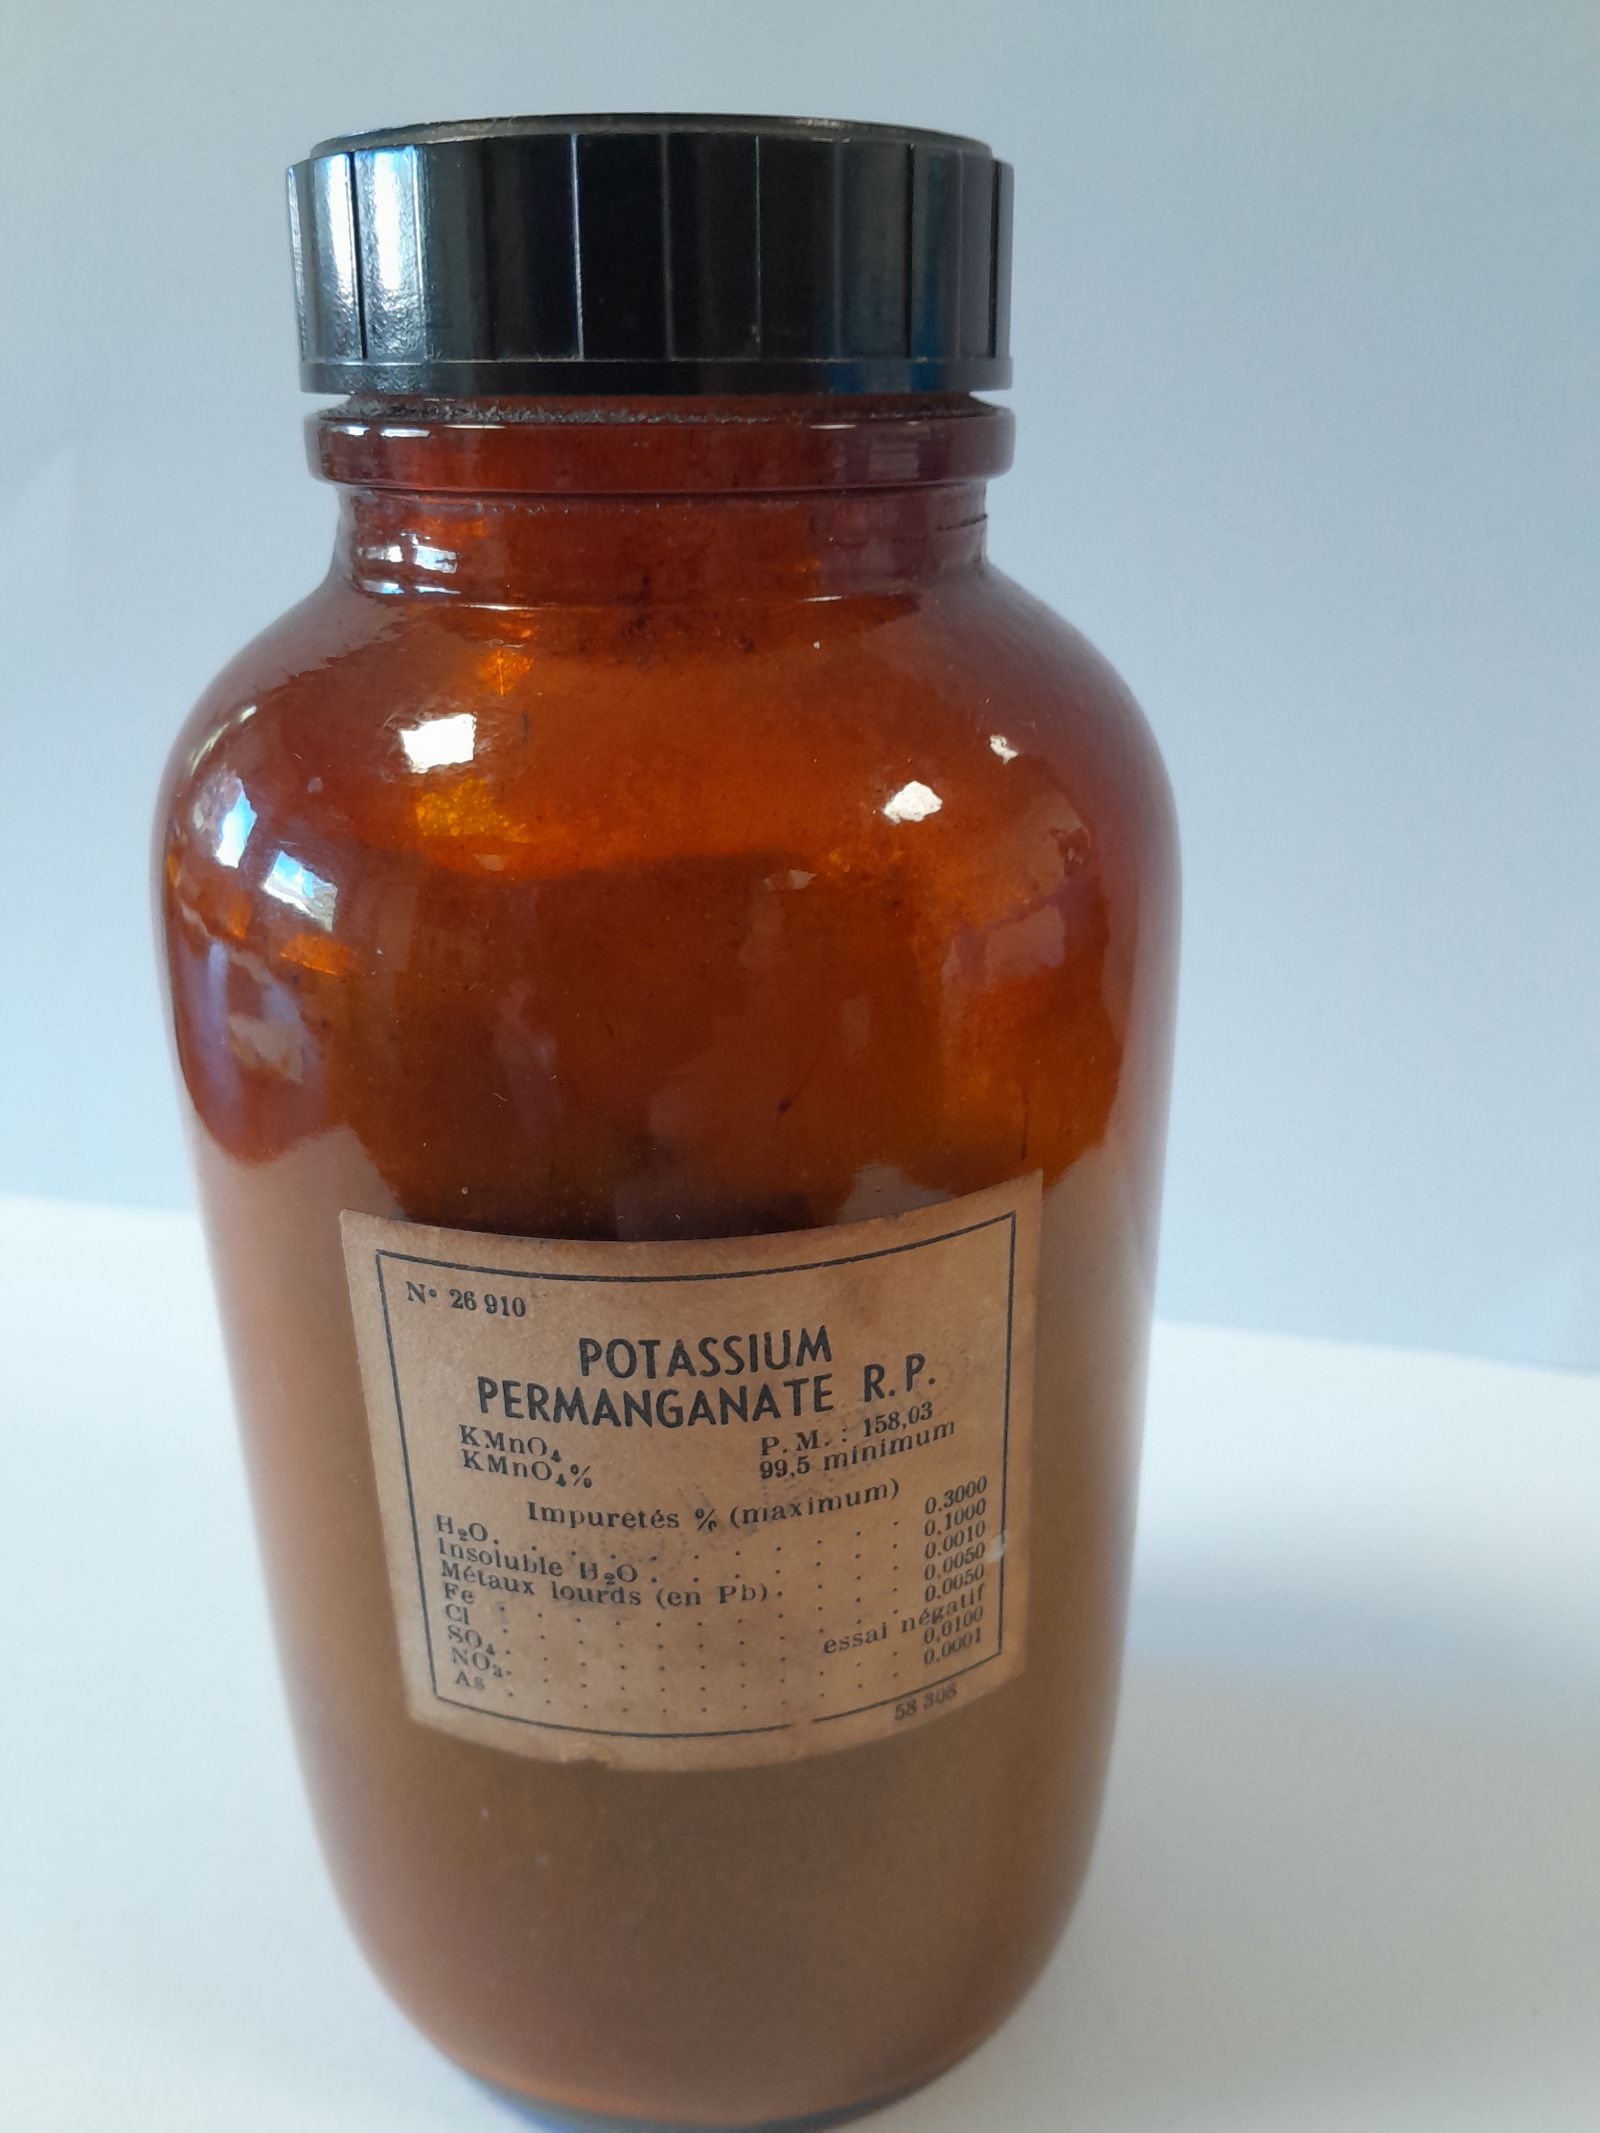 N° 26 910
POTASSIUM
PERMANGANATE R.P.
KMnO₄ P. M. : 158,03
KMnO₄% 99,5 minimum
Impuretés % (maximum)
H₂O. . . . . . . . . . 0,3000
Insoluble H₂O . . . . . . . 0,1000
Métaux lourds (en Pb). . . . 0,0010
Fe . . . . . . . . . . 0,0050
Cl . . . . . . . . . . 0,0050
SO₄. . . . . . . . essai négatif
NO₃. . . . . . . . . . 0,0100
As . . . . . . . . . . 0,0001
58 306